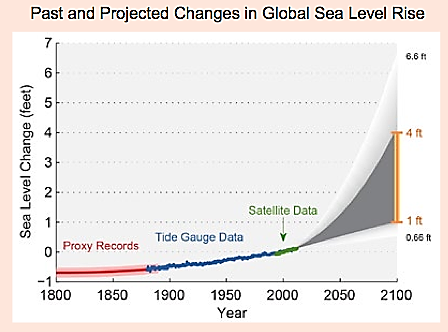 Past and Projected Changes in Global Sea Level Rise
7
6
5
4
3
2
1
0
−1
Sea Level Change (feet)
6.6 ft
4 ft
1 ft
0.66 ft
Satellite Data
Tide Gauge Data
Proxy Records
1800 1850 1900 1950 2000 2050 2100
Year